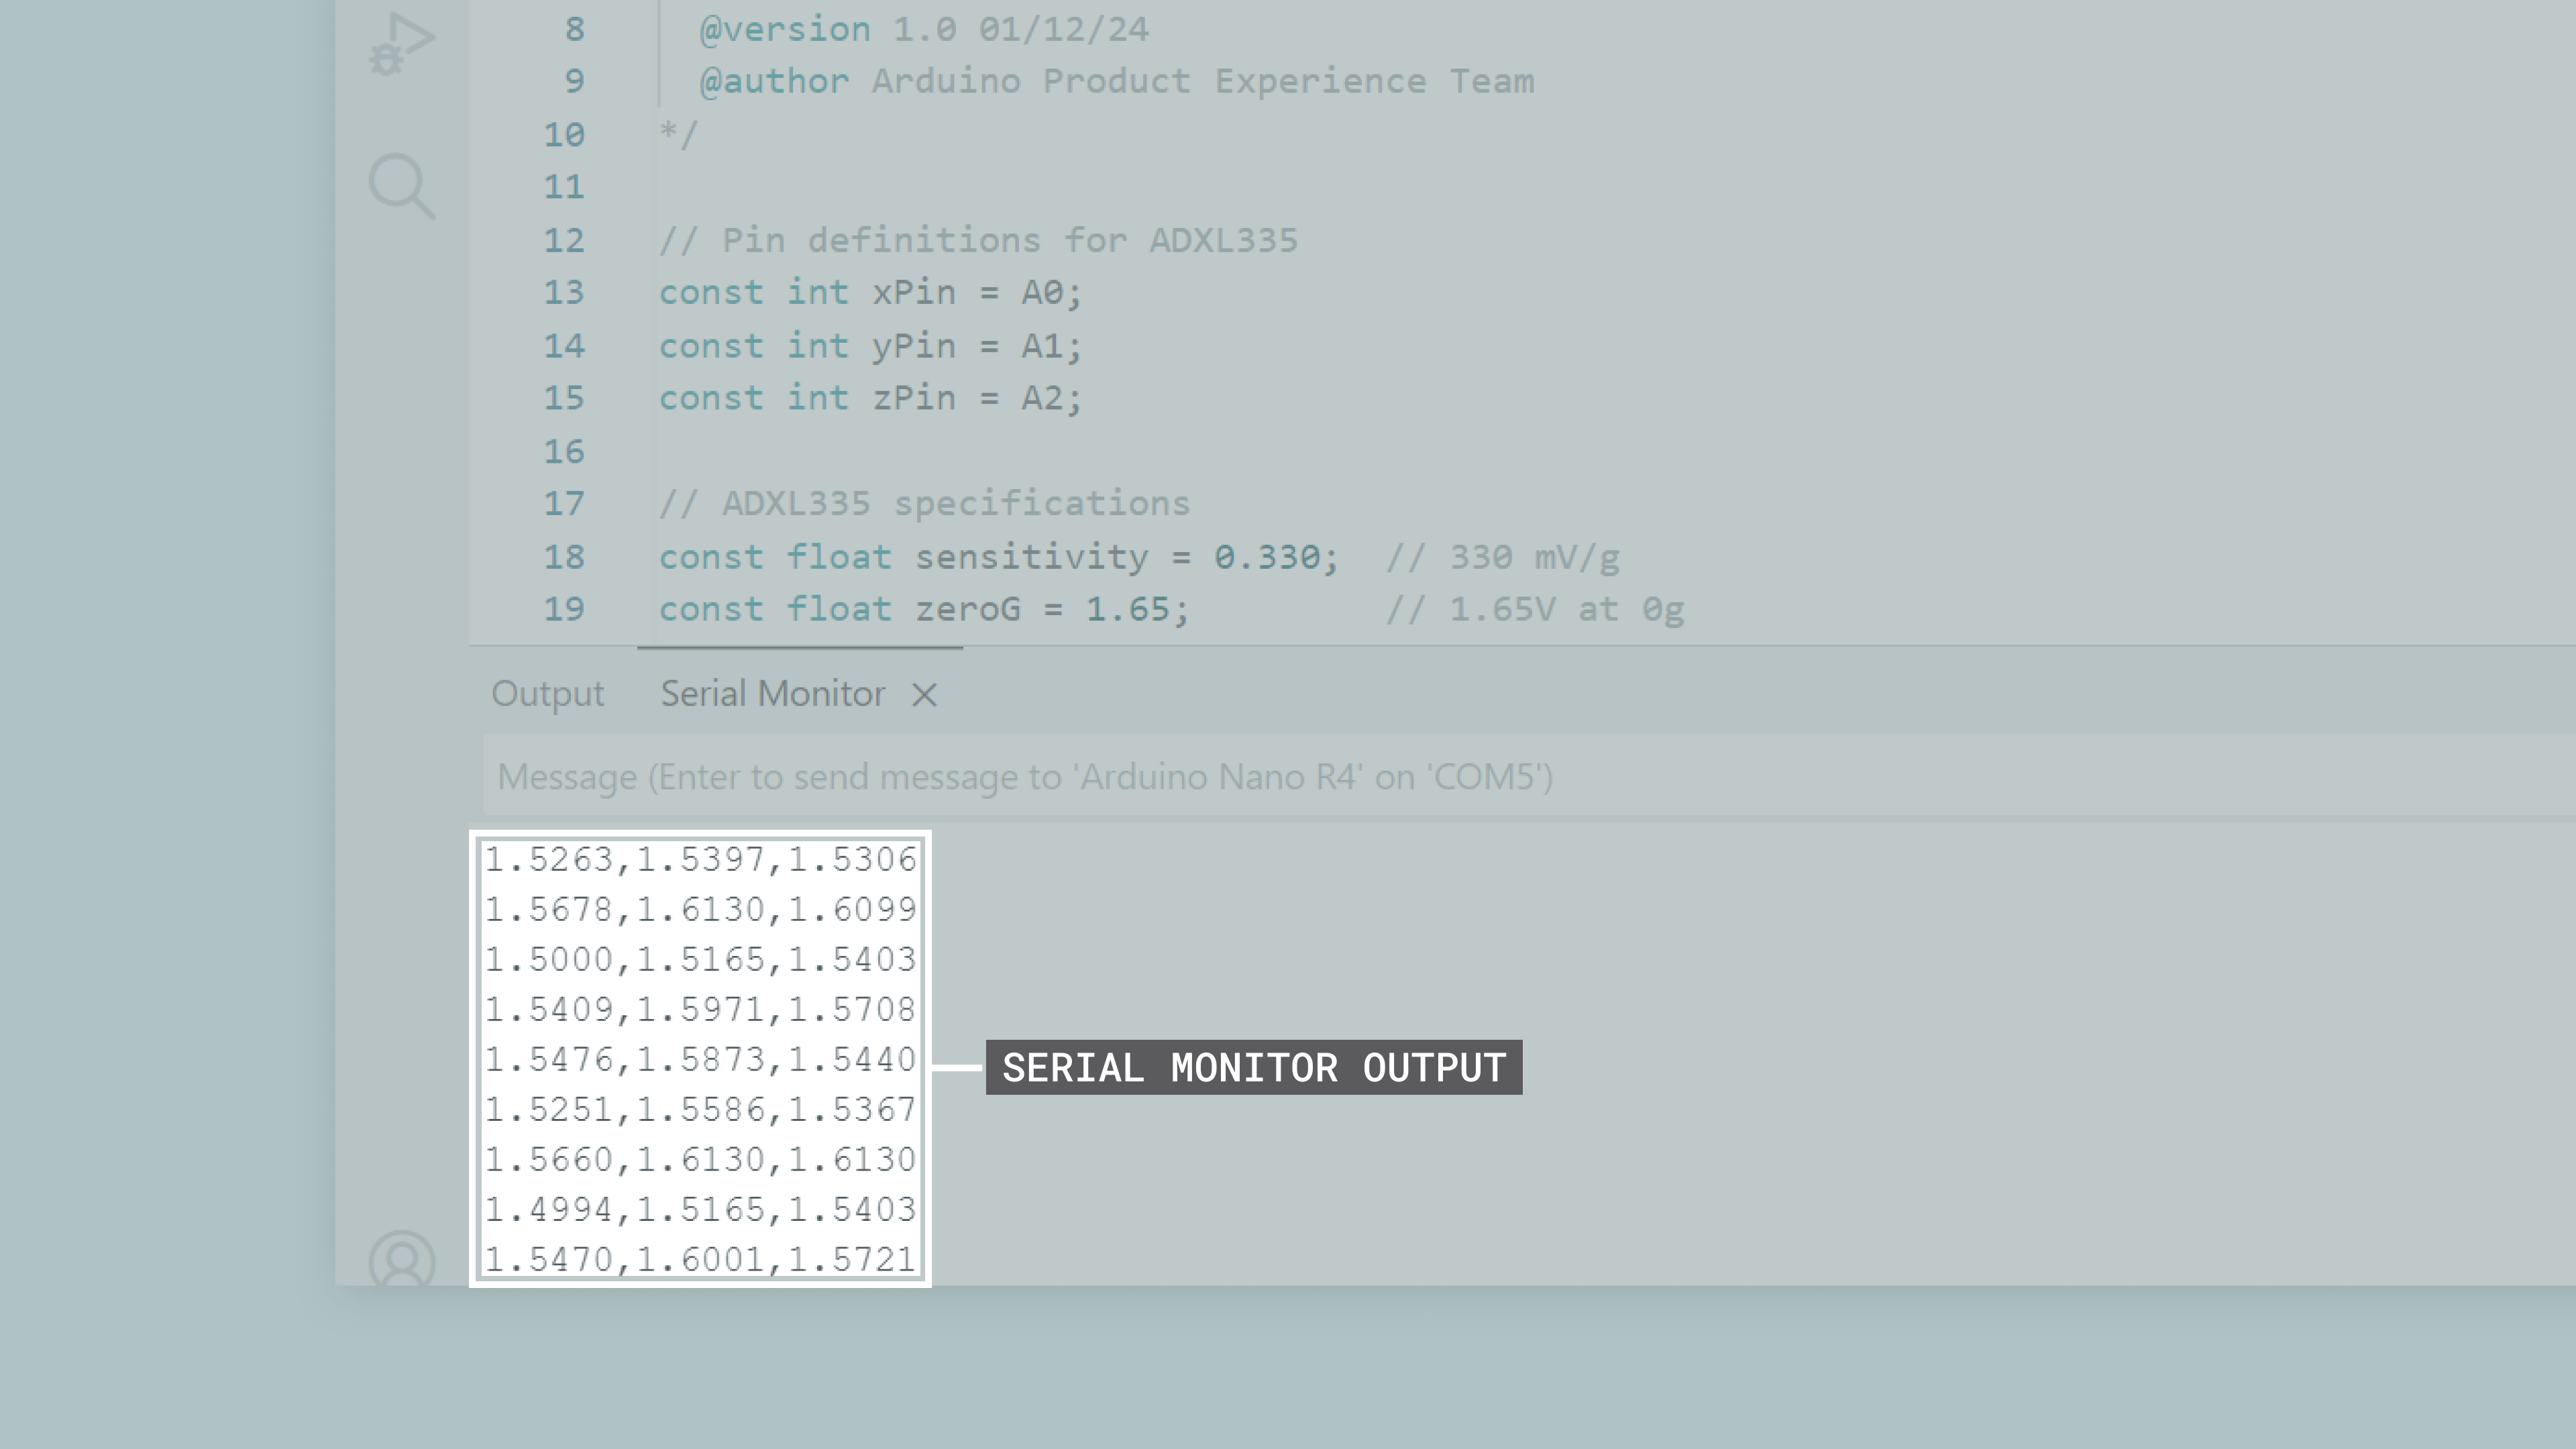 8 @version 1.0 01/12/24
9 @author Arduino Product Experience Team
10 */
11
12 // Pin definitions for ADXL335
13 const int xPin = A0;
14 const int yPin = A1;
15 const int zPin = A2;
16
17 // ADXL335 specifications
18 const float sensitivity = 0.330; // 330 mV/g
19 const float zeroG = 1.65; // 1.65V at 0g
Output Serial Monitor
Message (Enter to send message to 'Arduino Nano R4' on 'COM5')
1.5263,1.5397,1.5306
1.5678,1.6130,1.6099
1.5000,1.5165,1.5403
1.5409,1.5971,1.5708
1.5476,1.5873,1.5440
SERIAL MONITOR OUTPUT
1.5251,1.5586,1.5367
1.5660,1.6130,1.6130
1.4994,1.5165,1.5403
1.5470,1.6001,1.5721